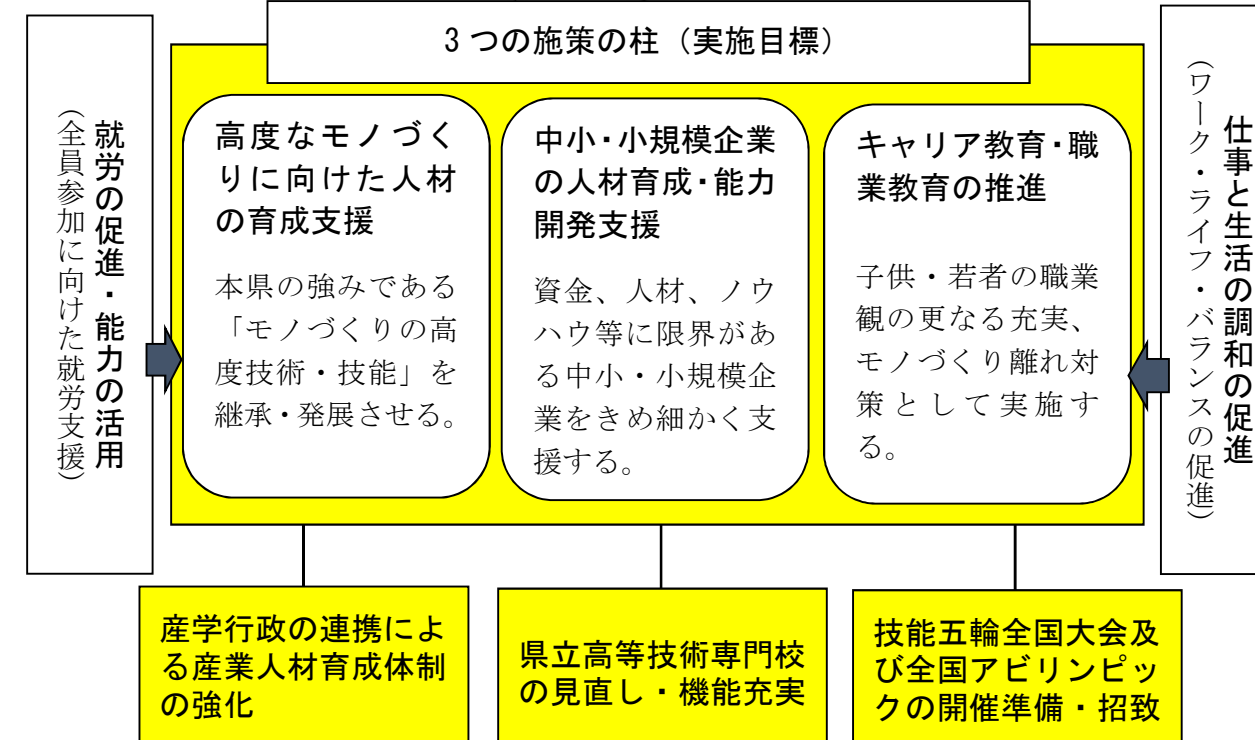 3つの施策の柱（実施目標）
就労の促進・能力の活用
（全員参加に向けた就労支援）
高度なモノづく
りに向けた人材
の育成支援
本県の強みである
「モノづくりの高
度技術・技能」を
継承・発展させる。
中小・小規模企業
の人材育成・能力
開発支援
資金、人材、ノウ
ハウ等に限界があ
る中小・小規模企
業をきめ細かく支
援する。
キャリア教育・職
業教育の推進
子供・若者の職業
観の更なる充実、
モノづくり離れ対
策として実施す
る。
仕事と生活の調和の促進
（ワーク・ライフ・バランスの促進）
産学行政の連携によ
る産業人材育成体制
の強化
県立高等技術専門校
の見直し・機能充実
技能五輪全国大会及
び全国アビリンピッ
クの開催準備・招致